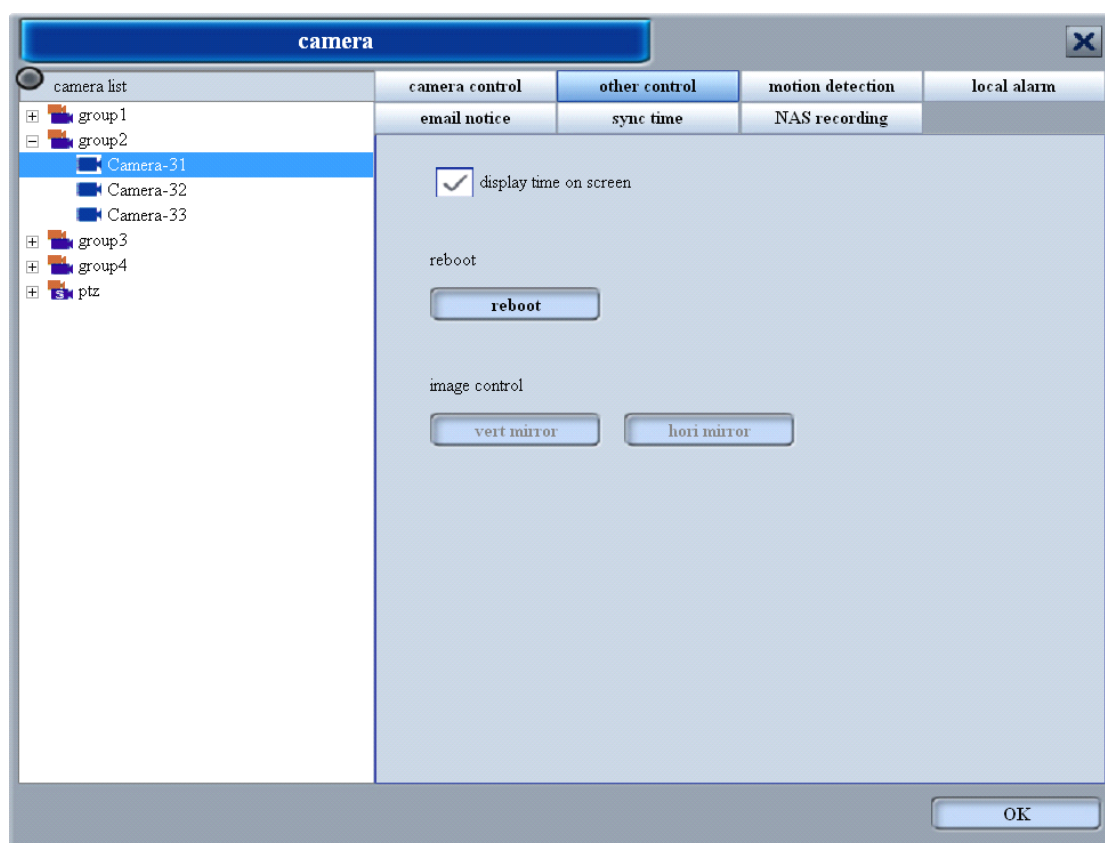 camera
camera list
group1
group2
Camera-31
Camera-32
Camera-33
group3
group4
S ptz
camera control other control motion detection local alarm
email notice sync time NAS recording
display time on screen
reboot
reboot
image control
vert mirror hori mirror
OK